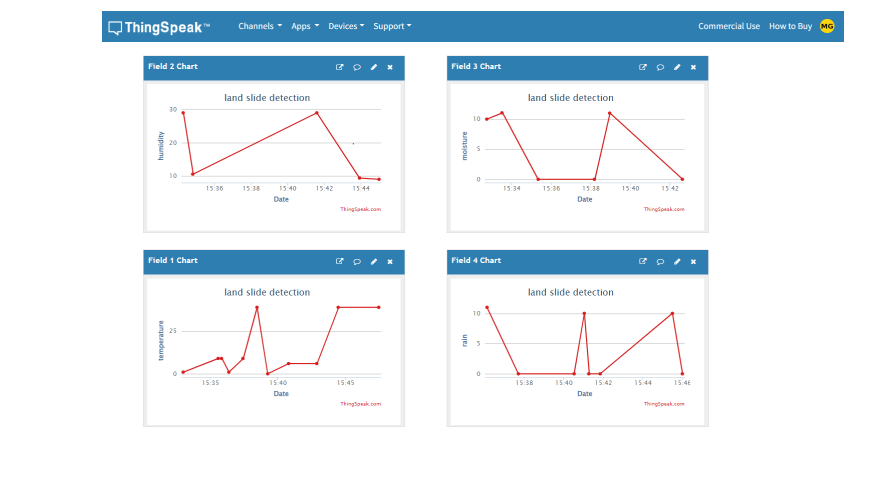 ThingSpeak™ Channels Apps Devices Support Commercial Use How to Buy MG
Field 2 Chart
land slide detection
30
20
10
humidity
15:36 15:38 15:40 15:42 15:44
Date
ThingSpeak.com
Field 3 Chart
land slide detection
10
5
0
moisture
15:34 15:36 15:38 15:40 15:42
Date
ThingSpeak.com
Field 1 Chart
land slide detection
25
0
temperature
15:35 15:40 15:45
Date
ThingSpeak.com
Field 4 Chart
land slide detection
10
5
0
rain
15:38 15:40 15:42 15:44 15:46
Date
ThingSpeak.com